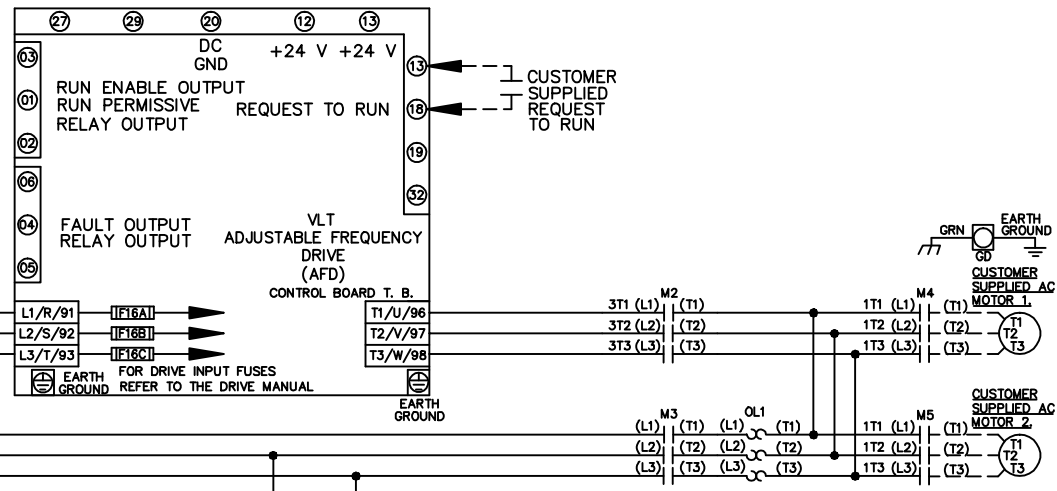 27 29 20 12 13
DC
GND
+24 V +24 V
03
01
02
RUN ENABLE OUTPUT
RUN PERMISSIVE
RELAY OUTPUT
REQUEST TO RUN
13
18
19
32
CUSTOMER
SUPPLIED
REQUEST
TO RUN
06
04
05
FAULT OUTPUT
RELAY OUTPUT
VLT
ADJUSTABLE FREQUENCY
DRIVE
(AFD)
CONTROL BOARD T. B.
L1/R/91 F16A T1/U/96
L2/S/92 F16B T2/V/97
L3/T/93 F16C T3/W/98
EARTH
GROUND
FOR DRIVE INPUT FUSES
REFER TO THE DRIVE MANUAL
EARTH
GROUND
GRN
GD
EARTH
GROUND
M2
3T1 (L1) (T1)
3T2 (L2) (T2)
3T3 (L3) (T3)
M4
1T1 (L1) (T1)
1T2 (L2) (T2)
1T3 (L3) (T3)
CUSTOMER
SUPPLIED AC
MOTOR 1.
T1
T2
T3
M3 OL1
(L1) (T1) (L1) (T1)
(L2) (T2) (L2) (T2)
(L3) (T3) (L3) (T3)
M5
1T1 (L1) (T1)
1T2 (L2) (T2)
1T3 (L3) (T3)
CUSTOMER
SUPPLIED AC
MOTOR 2.
T1
T2
T3